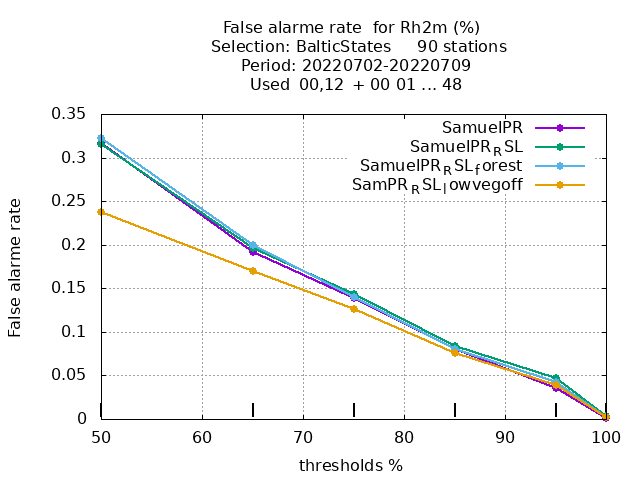 False alarme rate  for Rh2m (%)
Selection: BalticStates     90 stations
Period: 20220702-20220709
Used  00,12  + 00 01 ... 48
SamuelPR
SamuelPR_RSL
SamuelPR_RSL_forest
SamPR_RSL_lowvegoff
0.35
0.3
0.25
0.2
0.15
0.1
0.05
0
False alarme rate
50 60 70 80 90 100
thresholds %